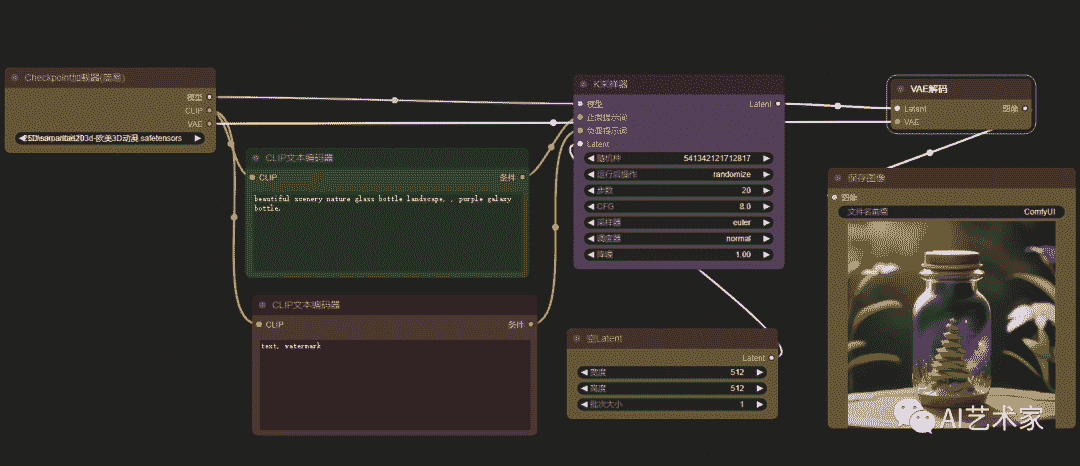 Checkpoint加载器(简易)
模型
CLIP
VAE
CLIP文本编码器
CLIP
条件
beautiful scenery nature glass bottle landscape, , purple galaxy
bottle,
CLIP文本编码器
CLIP
条件
text, watermark
K采样器
模型
Latent
正面提示词
负面提示词
Latent
随机种
541342121712817
运行后操作
randomize
步数
20
CFG
8.0
采样器
euler
调度器
normal
降噪
1.00
空Latent
Latent
宽度
512
高度
512
批次大小
1
VAE解码
Latent
图像
VAE
保存图像
图像
文件名前缀
ComfyUI
AI艺术家